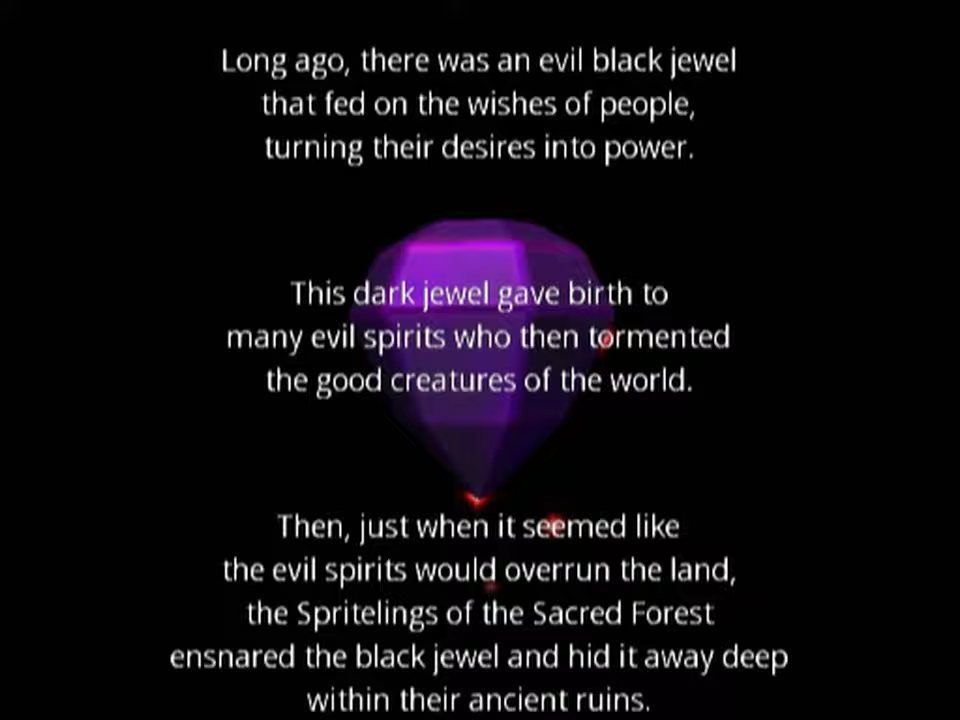 Long ago, there was an evil black jewel
that fed on the wishes of people,
turning their desires into power.
This dark jewel gave birth to
many evil spirits who then tormented
the good creatures of the world.
Then, just when it seemed like
the evil spirits would overrun the land,
the Spritelings of the Sacred Forest
ensnared the black jewel and hid it away deep
within their ancient ruins.